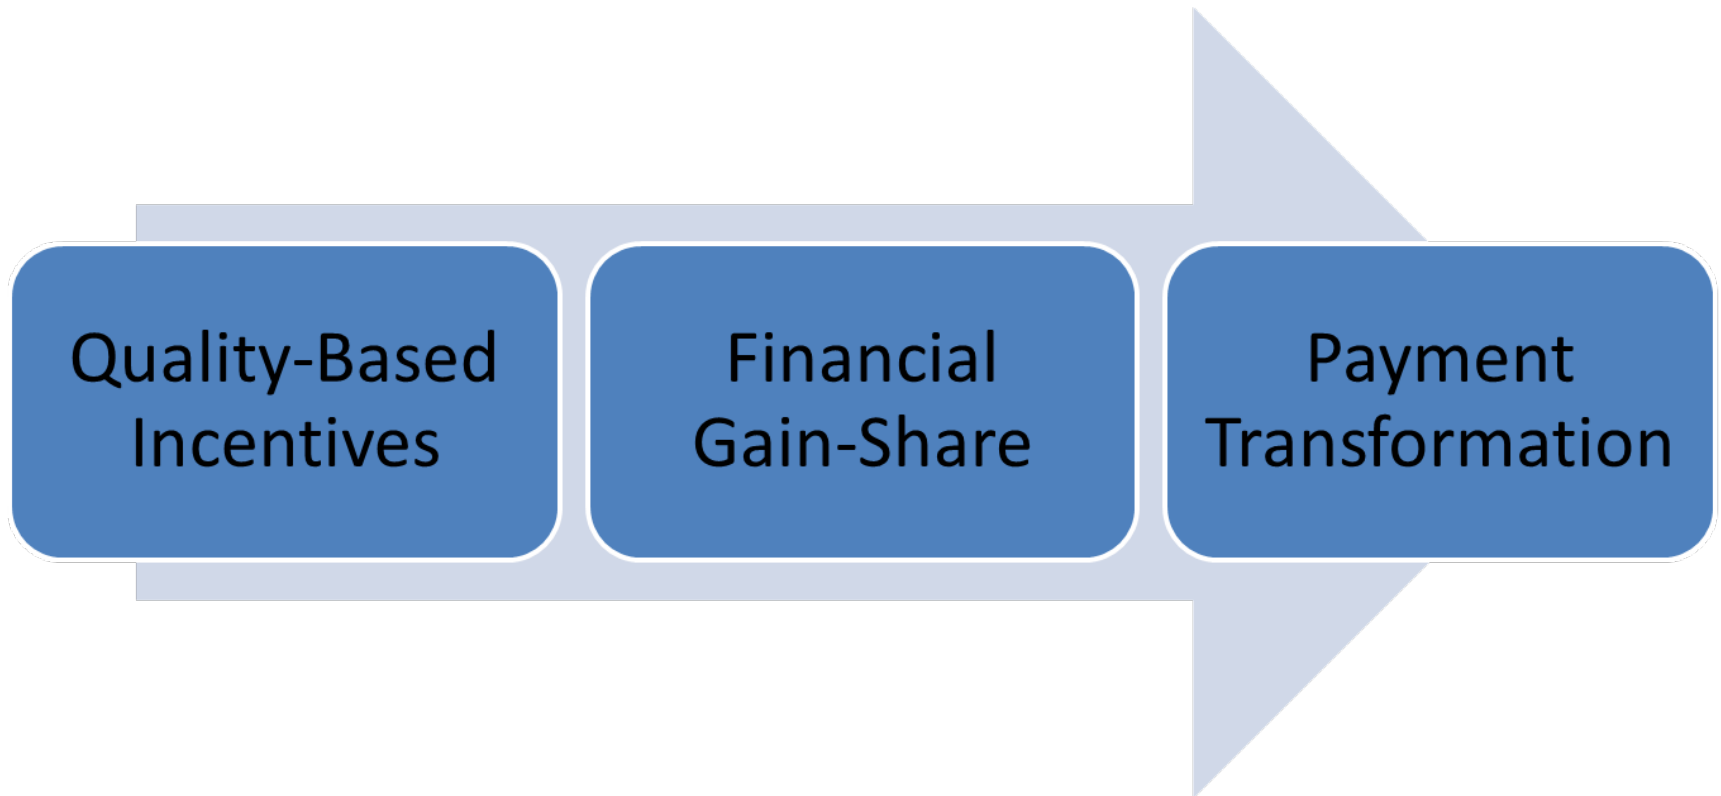 Quality-Based
Incentives
Financial
Gain-Share
Payment
Transformation